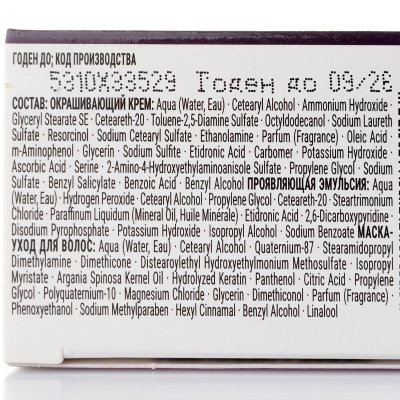 ГОДЕН ДО; КОД ПРОИЗВОДСТВА
5310X33529 Годен до 09/26
СОСТАВ: ОКРАШИВАЮЩИЙ КРЕМ: Aqua (Water, Eau) · Cetearyl Alcohol · Ammonium Hydroxide ·
Glyceryl Stearate SE · Ceteareth-20 · Toluene-2,5-Diamine Sulfate · Octyldodecanol · Sodium Laureth
Sulfate · Resorcinol · Sodium Cetearyl Sulfate · Ethanolamine · Parfum (Fragrance) · Oleic Acid ·
m-Aminophenol · Glycerin · Sodium Sulfite · Etidronic Acid · Carbomer · Potassium Hydroxide ·
Ascorbic Acid · Serine · 2-Amino-4-Hydroxyethylaminoanisole Sulfate · Propylene Glycol · Sodium
Sulfate · Benzyl Salicylate · Benzoic Acid · Benzyl Alcohol ПРОЯВЛЯЮЩАЯ ЭМУЛЬСИЯ: Aqua
(Water, Eau) · Hydrogen Peroxide · Cetearyl Alcohol · Propylene Glycol · Ceteareth-20 · Steartrimonium
Chloride · Paraffinum Liquidum (Mineral Oil, Huile Minérale) · Etidronic Acid · 2,6-Dicarboxypyridine ·
Disodium Pyrophosphate · Potassium Hydroxide · Isopropyl Alcohol · Sodium Benzoate МАСКА-
УХОД ДЛЯ ВОЛОС: Aqua (Water, Eau) · Cetearyl Alcohol · Quaternium-87 · Stearamidopropyl
Dimethylamine · Dimethicone · Distearoylethyl Hydroxyethylmonium Methosulfate · Isopropyl
Myristate · Argania Spinosa Kernel Oil · Hydrolyzed Keratin · Panthenol · Citric Acid · Propylene
Glycol · Polyquaternium-10 · Magnesium Chloride · Glycerin · Dimethiconol · Parfum (Fragrance) ·
Phenoxyethanol · Sodium Methylparaben · Hexyl Cinnamal · Benzyl Alcohol · Linalool